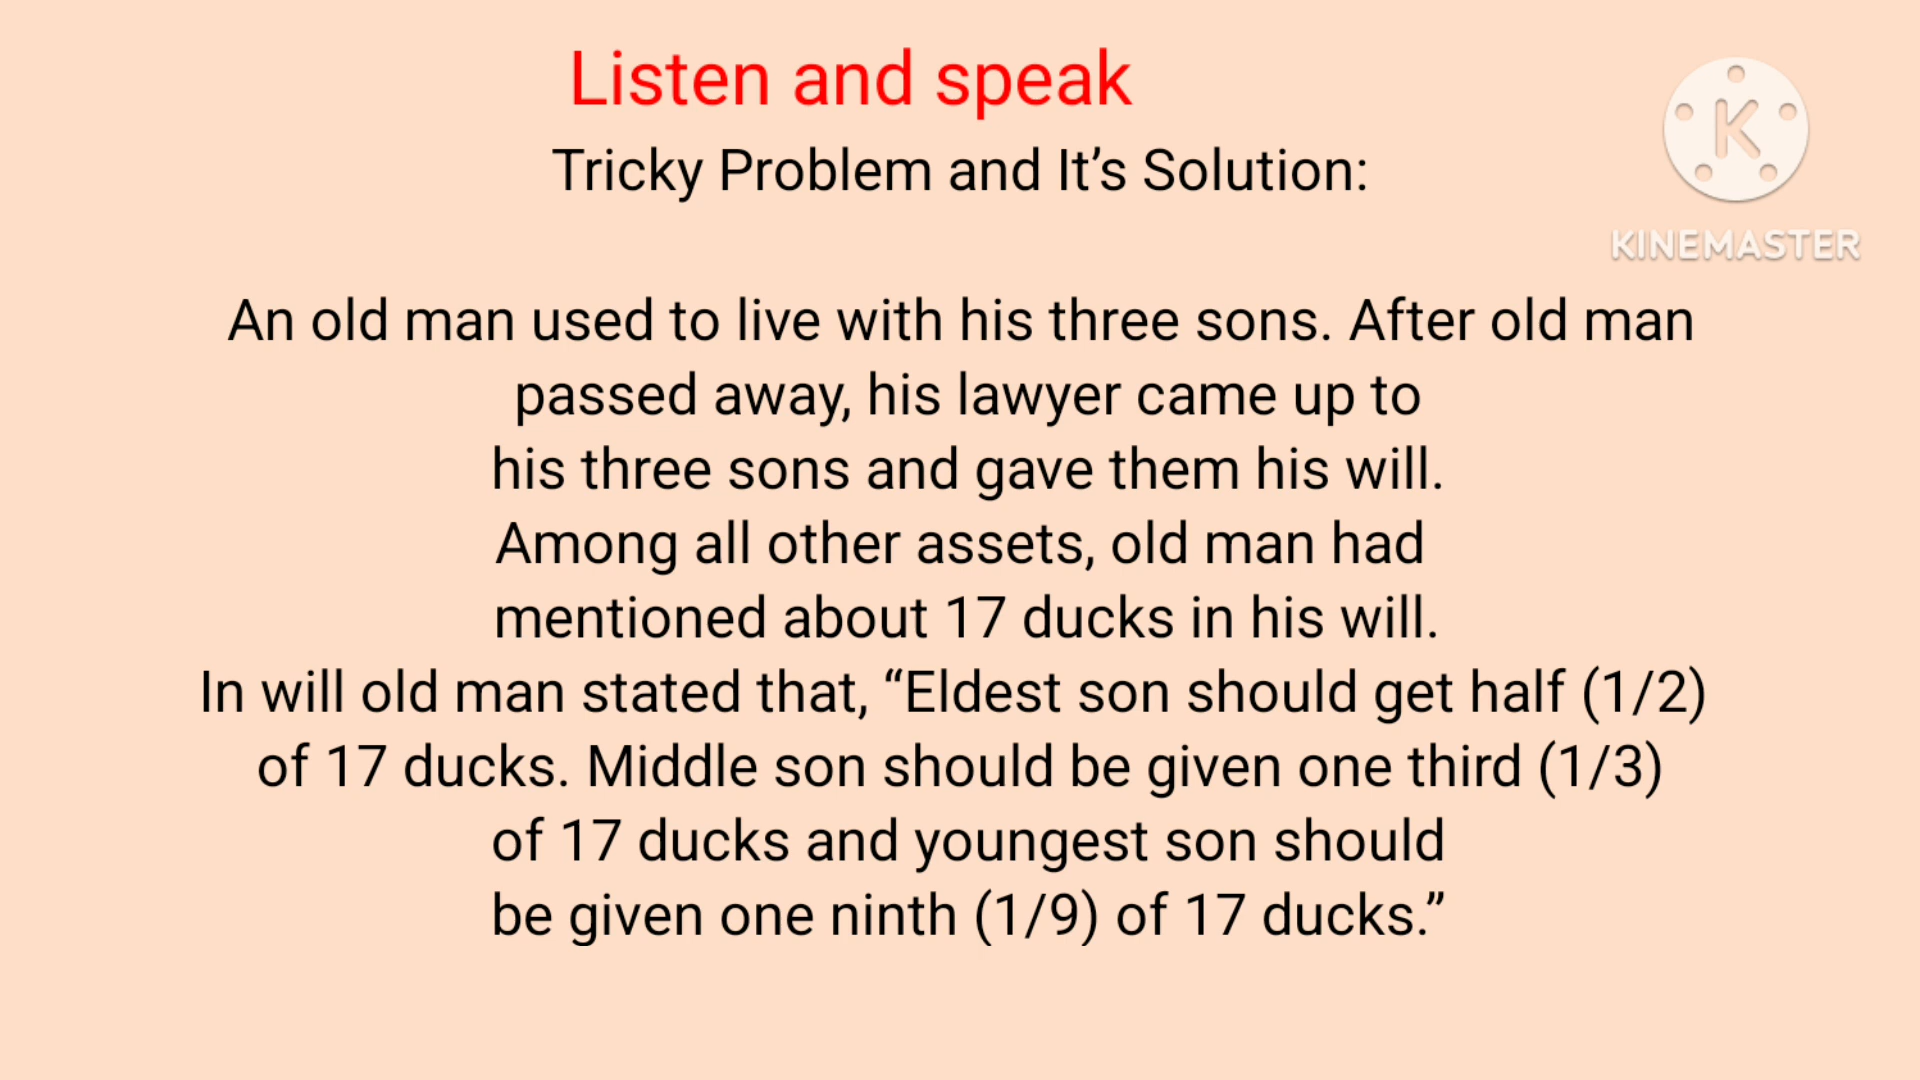 Listen and speak
Tricky Problem and It’s Solution:
K
KINEMASTER
An old man used to live with his three sons. After old man
passed away, his lawyer came up to
his three sons and gave them his will.
Among all other assets, old man had
mentioned about 17 ducks in his will.
In will old man stated that, “Eldest son should get half (1/2)
of 17 ducks. Middle son should be given one third (1/3)
of 17 ducks and youngest son should
be given one ninth (1/9) of 17 ducks.”